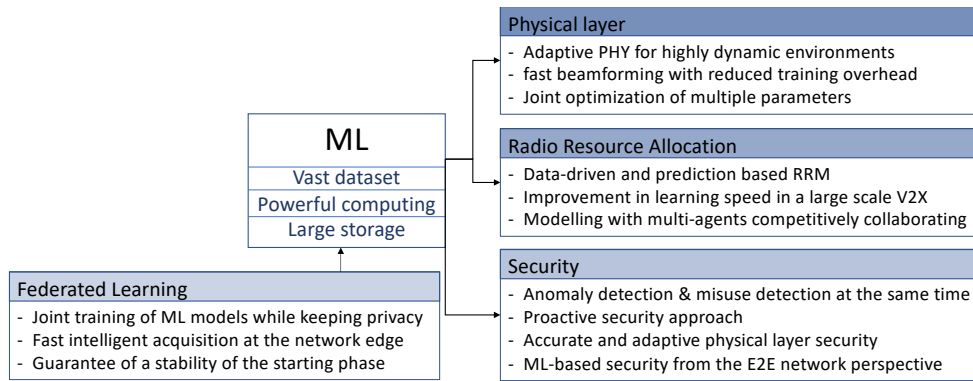 Physical layer
- Adaptive PHY for highly dynamic environments
- fast beamforming with reduced training overhead
- Joint optimization of multiple parameters
ML
Vast dataset
Powerful computing
Large storage
Radio Resource Allocation
- Data-driven and prediction based RRM
- Improvement in learning speed in a large scale V2X
- Modelling with multi-agents competitively collaborating
Federated Learning
- Joint training of ML models while keeping privacy
- Fast intelligent acquisition at the network edge
- Guarantee of a stability of the starting phase
Security
- Anomaly detection & misuse detection at the same time
- Proactive security approach
- Accurate and adaptive physical layer security
- ML-based security from the E2E network perspective